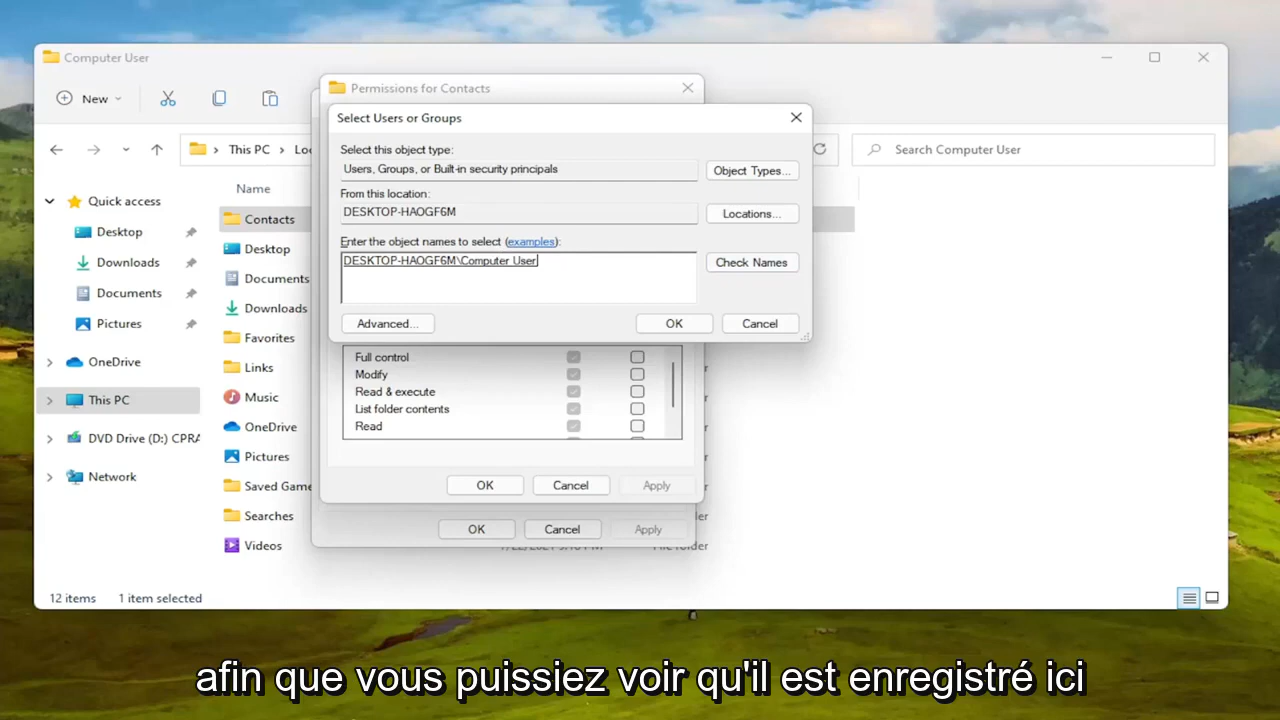 Computer User
New
This PC
Search Computer User
Quick access
Desktop
Downloads
Documents
Pictures
OneDrive
This PC
DVD Drive (D:) CPRA
Network
Name
Contacts
Desktop
Documents
Downloads
Favorites
Links
Music
OneDrive
Pictures
Saved Game
Searches
Videos
12 items
1 item selected
Permissions for Contacts
Select Users or Groups
Select this object type:
Users, Groups, or Built-in security principals
Object Types...
From this location:
DESKTOP-HAOGF6M
Locations...
Enter the object names to select (examples):
DESKTOP-HAOGF6M\Computer User
Check Names
Advanced...
OK
Cancel
Full control
Modify
Read & execute
List folder contents
Read
OK
Cancel
Apply
OK
Cancel
Apply
afin que vous puissiez voir qu'il est enregistré ici